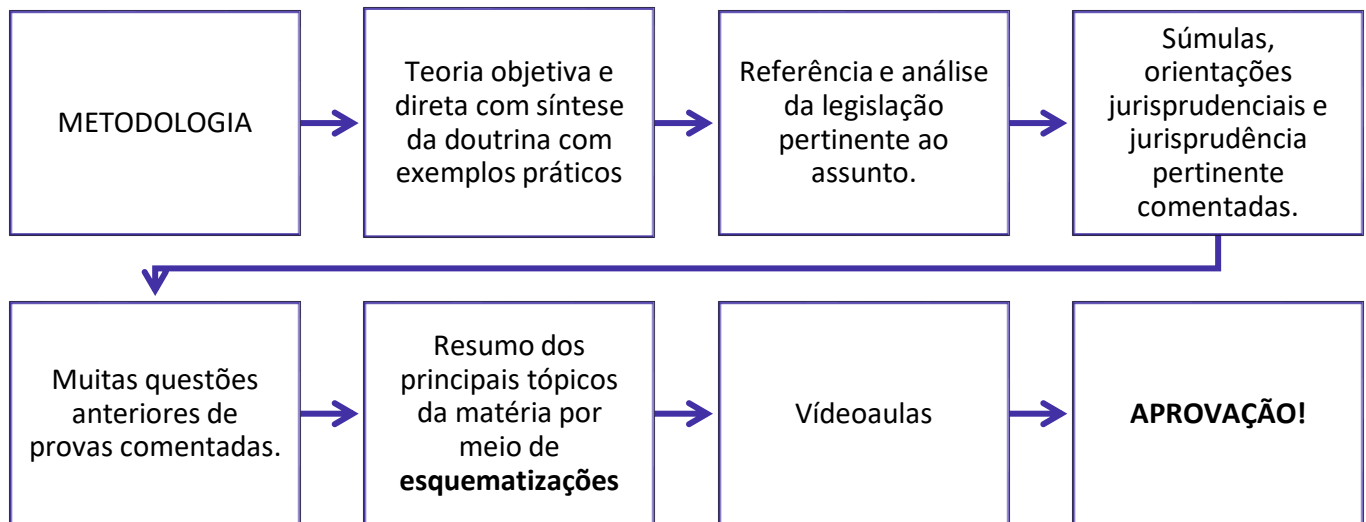 METODOLOGIA
Teoria objetiva e
direta com síntese
da doutrina com
exemplos práticos
Referência e análise
da legislação
pertinente ao
assunto.
Súmulas,
orientações
jurisprudenciais e
jurisprudência
pertinente
comentadas.
Muitas questões
anteriores de
provas comentadas.
Resumo dos
principais tópicos
da matéria por
meio de
esquematizações
Vídeoaulas
APROVAÇÃO!